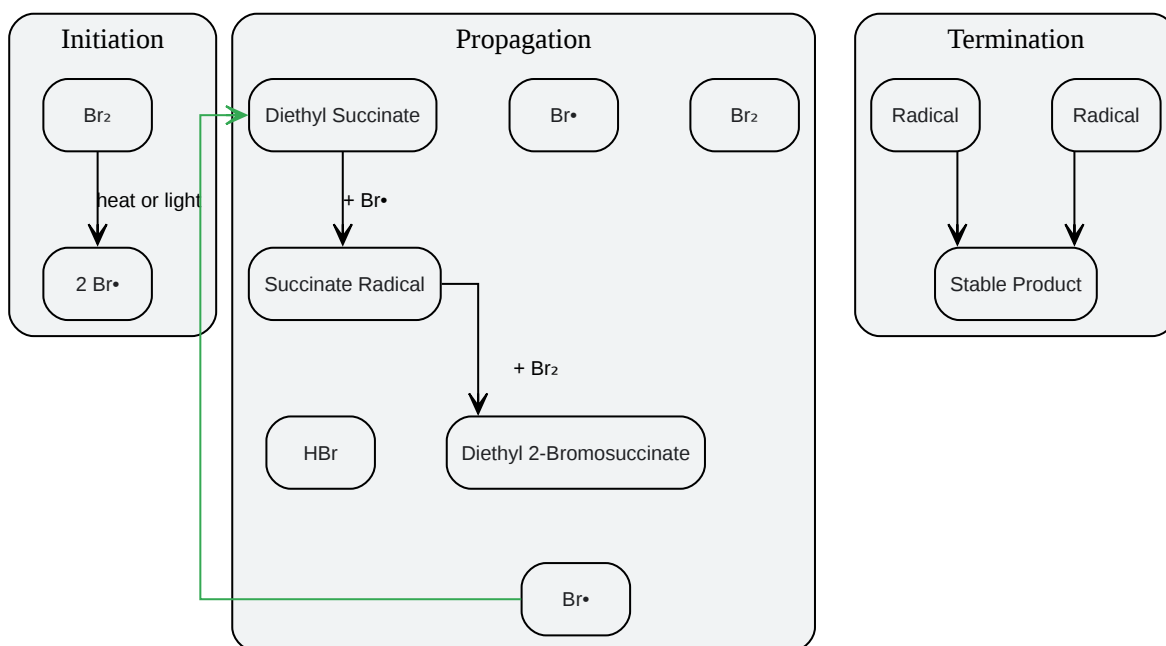 Initiation
Propagation
Termination
Br₂
Diethyl Succinate
Br•
Br₂
Radical
Radical
heat or light
+ Br•
2 Br•
Succinate Radical
Stable Product
+ Br₂
HBr
Diethyl 2-Bromosuccinate
Br•